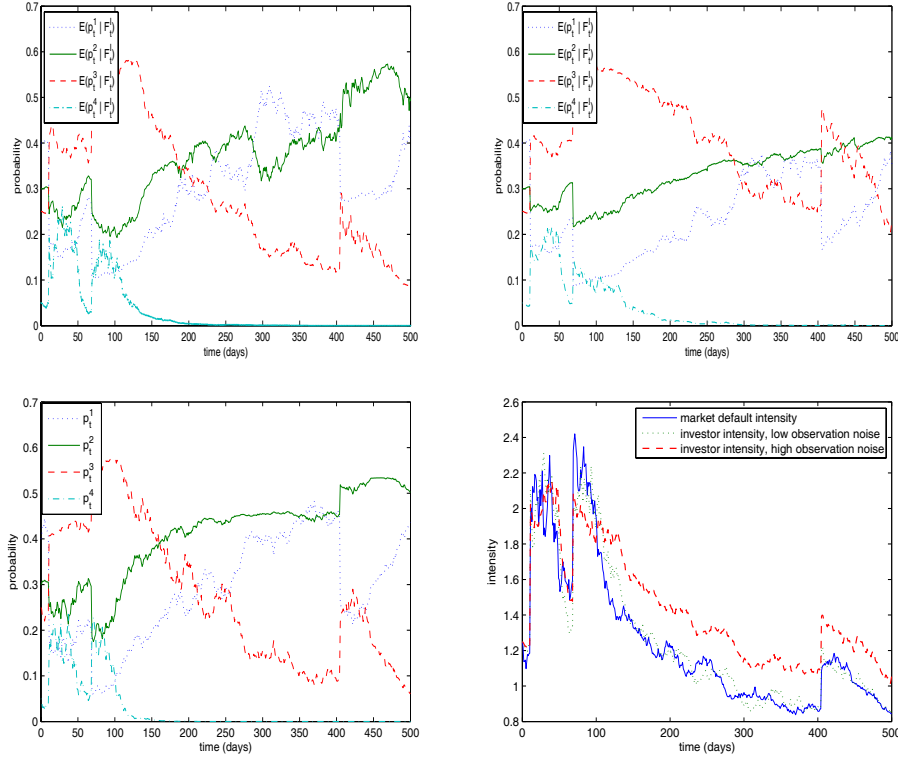 0.7
0.6
0.5
0.4
0.3
0.2
0.1
0
probability
E(p_t^1 | F_t^I)
E(p_t^2 | F_t^I)
E(p_t^3 | F_t^I)
E(p_t^4 | F_t^I)
0 50 100 150 200 250 300 350 400 450 500
time (days)
0.7
0.6
0.5
0.4
0.3
0.2
0.1
0
probability
E(p_t^1 | F_t^I)
E(p_t^2 | F_t^I)
E(p_t^3 | F_t^I)
E(p_t^4 | F_t^I)
0 50 100 150 200 250 300 350 400 450 500
time (days)
0.7
0.6
0.5
0.4
0.3
0.2
0.1
0
probability
p_t^1
p_t^2
p_t^3
p_t^4
0 50 100 150 200 250 300 350 400 450 500
time (days)
2.6
2.4
2.2
2
1.8
1.6
1.4
1.2
1
0.8
intensity
market default intensity
investor intensity, low observation noise
investor intensity, high observation noise
0 100 200 300 400 500
time (days)